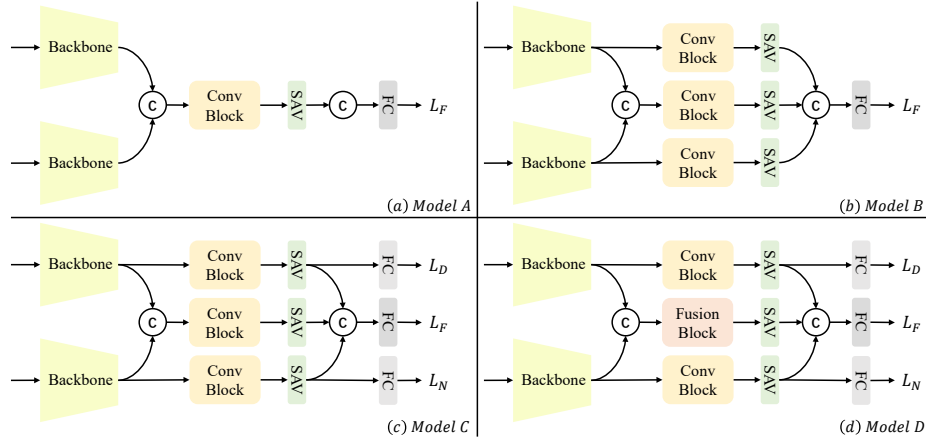 Backbone
Backbone
C
Conv
Block
SAV
C
FC
L_F
(a) Model A
Backbone
Backbone
C
Conv
Block
Conv
Block
Conv
Block
SAV
SAV
SAV
C
FC
L_F
(b) Model B
Backbone
Backbone
C
Conv
Block
Conv
Block
Conv
Block
SAV
SAV
SAV
C
FC
FC
FC
L_D
L_F
L_N
(c) Model C
Backbone
Backbone
C
Conv
Block
Fusion
Block
Conv
Block
SAV
SAV
SAV
C
FC
FC
FC
L_D
L_F
L_N
(d) Model D